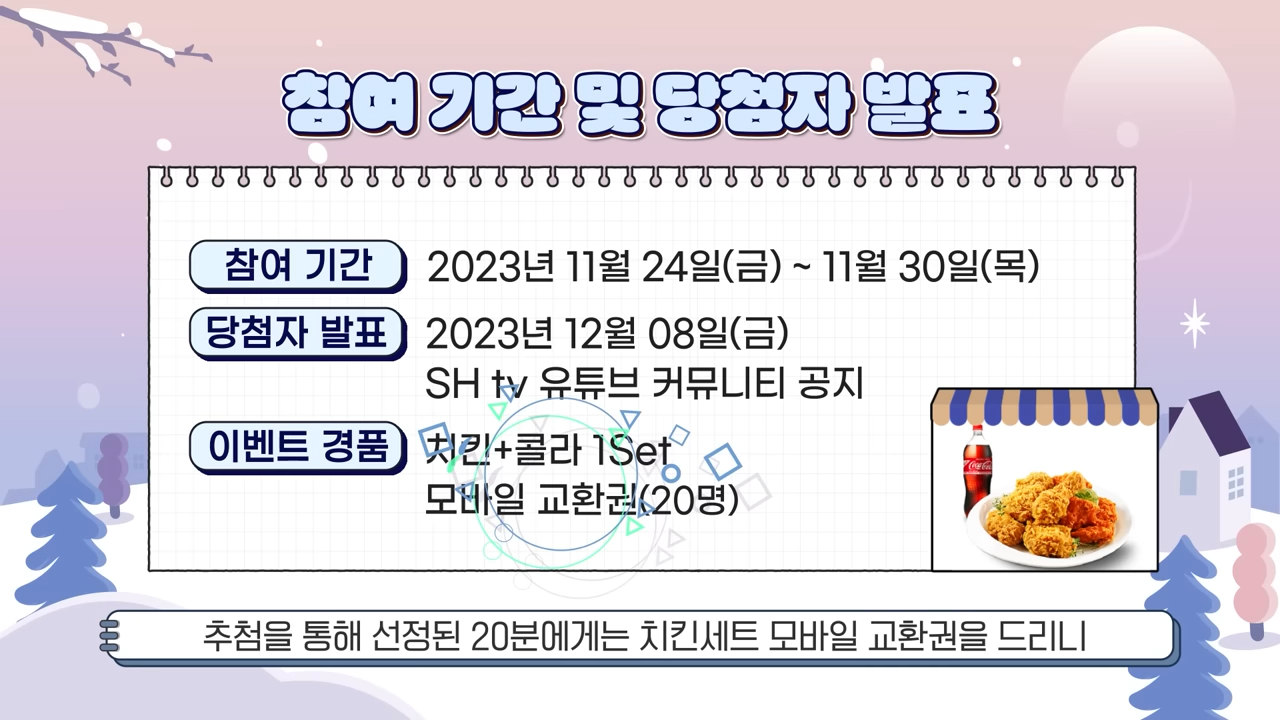 참여 기간 및 당첨자 발표
참여 기간 2023년 11월 24일(금) ~ 11월 30일(목)
당첨자 발표 2023년 12월 08일(금)
SH tv 유튜브 커뮤니티 공지
이벤트 경품 치킨+콜라 1Set
모바일 교환권(20명)
Coca-Cola
추첨을 통해 선정된 20분에게는 치킨세트 모바일 교환권을 드리니